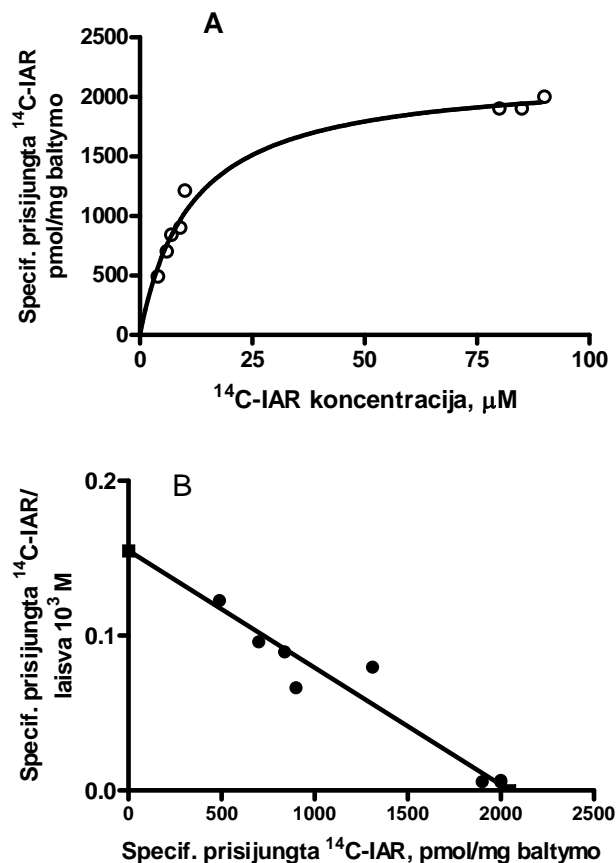 A
Specif. prisijungta ¹⁴C-IAR
pmol/mg baltymo
2500
2000
1500
1000
500
0
0 25 50 75 100
¹⁴C-IAR koncentracija, μM
B
Specif. prisijungta ¹⁴C-IAR/
laisva 10³ M
0.2
0.1
0.0
0 500 1000 1500 2000 2500
Specif. prisijungta ¹⁴C-IAR, pmol/mg baltymo